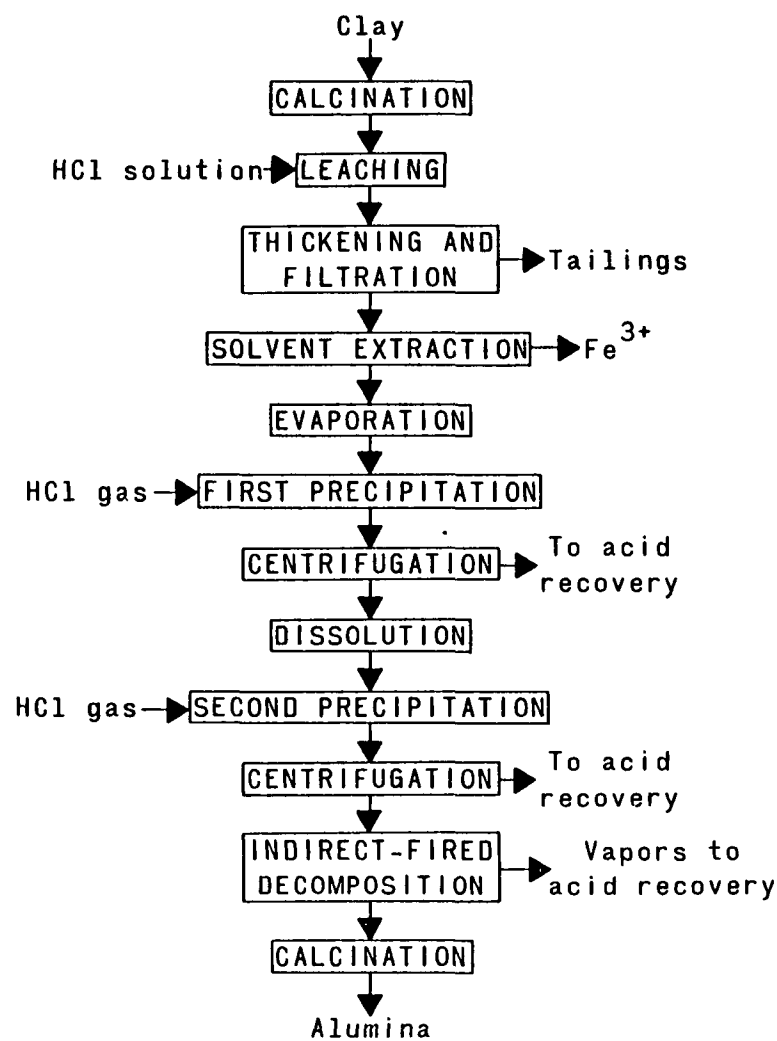 Clay
CALCINATION
HCl solution
LEACHING
THICKENING AND
FILTRATION
Tailings
SOLVENT EXTRACTION
Fe³⁺
EVAPORATION
HCl gas
FIRST PRECIPITATION
CENTRIFUGATION
To acid
recovery
DISSOLUTION
HCl gas
SECOND PRECIPITATION
CENTRIFUGATION
To acid
recovery
INDIRECT-FIRED
DECOMPOSITION
Vapors to
acid recovery
CALCINATION
Alumina